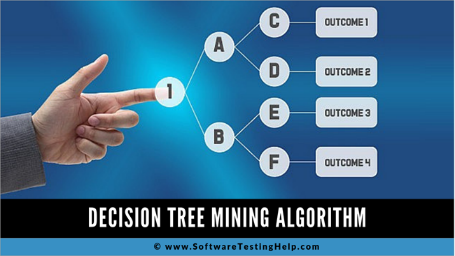 1
A
B
C
D
E
F
OUTCOME 1
OUTCOME 2
OUTCOME 3
OUTCOME 4
DECISION TREE MINING ALGORITHM
© www.SoftwareTestingHelp.com